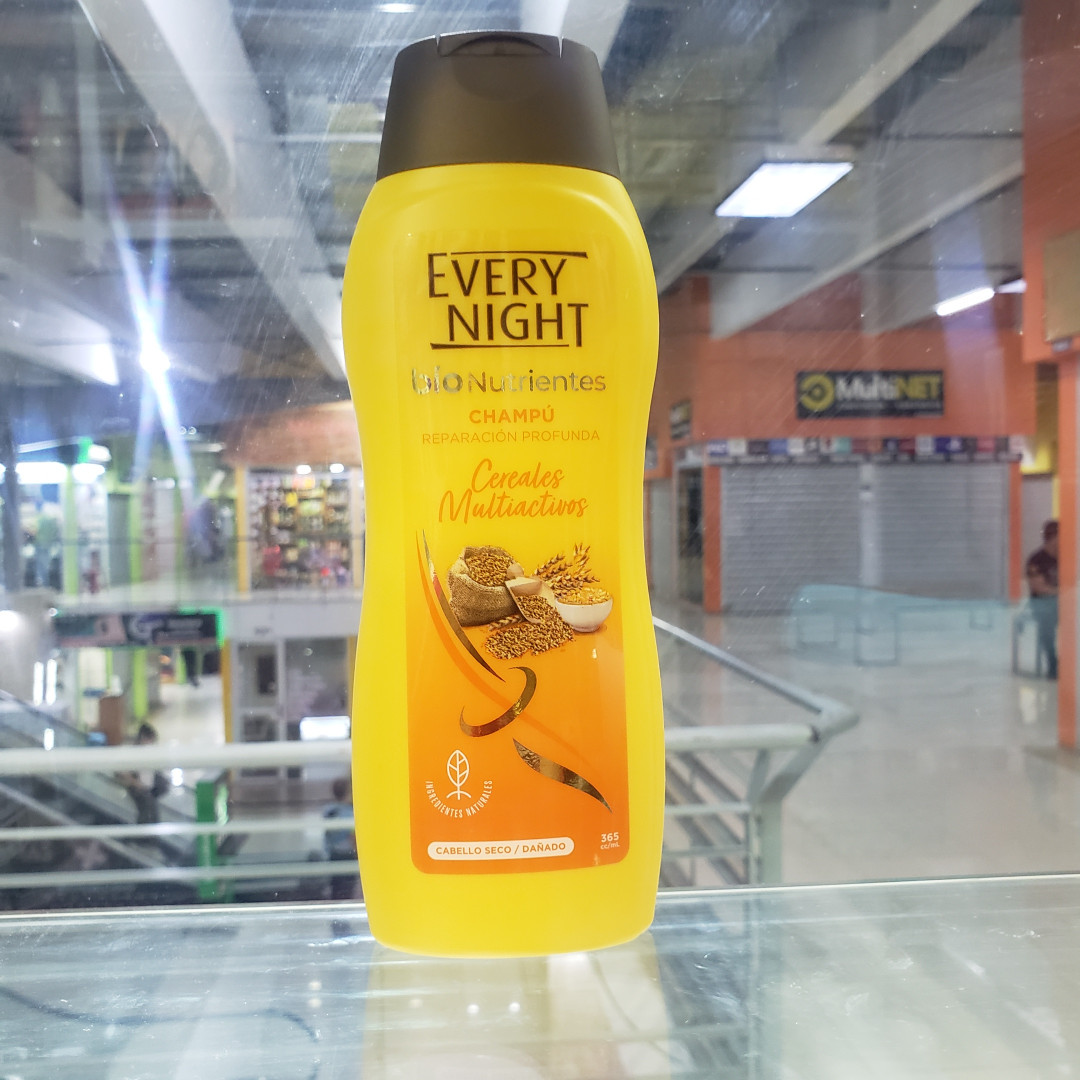 EVERY
NIGHT
bio Nutrientes
CHAMPÚ
REPARACIÓN PROFUNDA
Cereales
Multiactivos
INGREDIENTES NATURALES
CABELLO SECO / DAÑADO
365
cc/mL
MultiNET